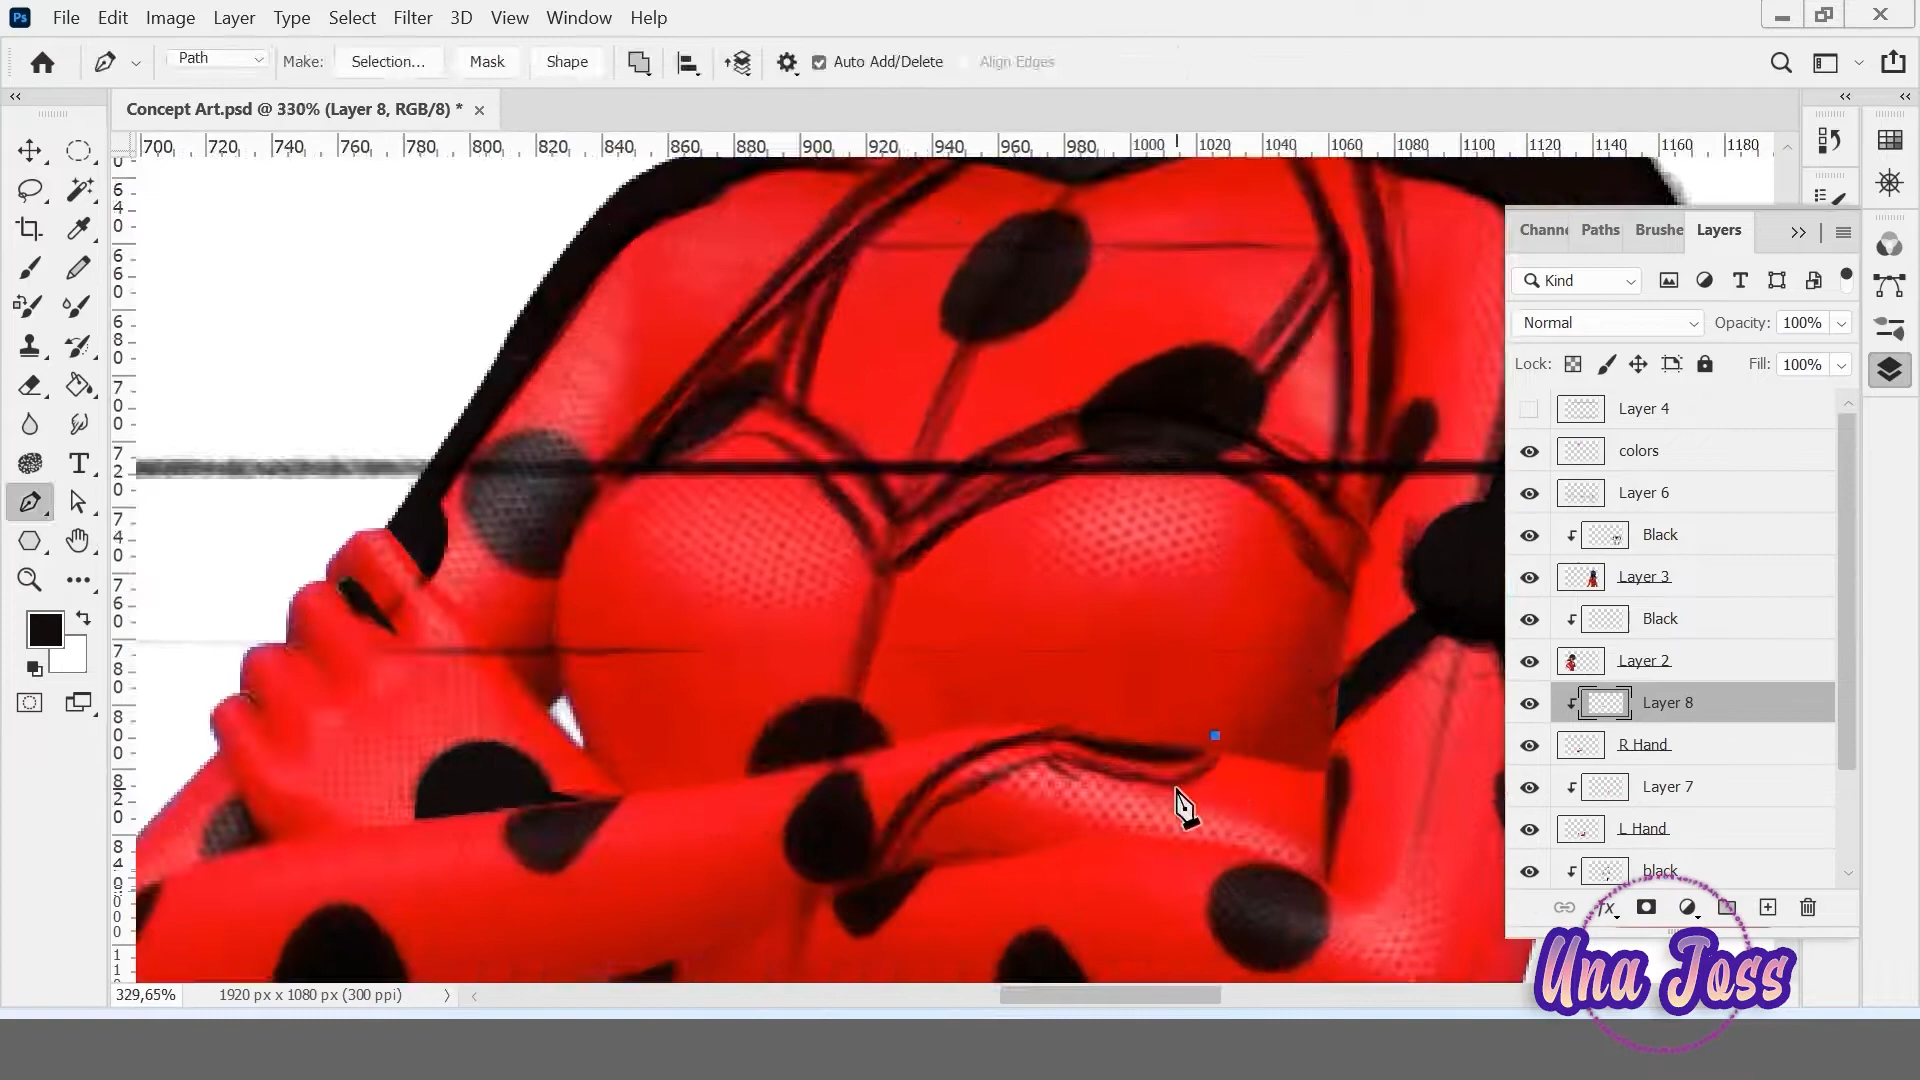 Ps File Edit Image Layer Type Select Filter 3D View Window Help
Path Make: Selection... Mask Shape Auto Add/Delete Align Edges
Concept Art.psd @ 330% (Layer 8, RGB/8) *
700 720 740 760 780 800 820 840 860 880 900 920 940 960 980 1000 1020 1040 1060 1080 1100 1120 1140 1160 1180
Channe Paths Brushe Layers
Kind
Normal Opacity: 100%
Lock: Fill: 100%
Layer 4
colors
Layer 6
Black
Layer 3
Black
Layer 2
Layer 8
R Hand
Layer 7
L Hand
black
fx
Una Joss
329,65% 1920 px x 1080 px (300 ppi)